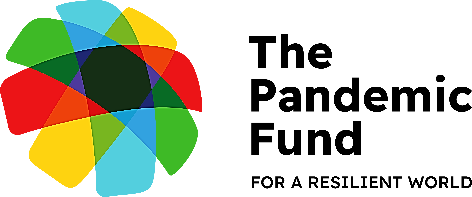 The
Pandemic
Fund
FOR A RESILIENT WORLD